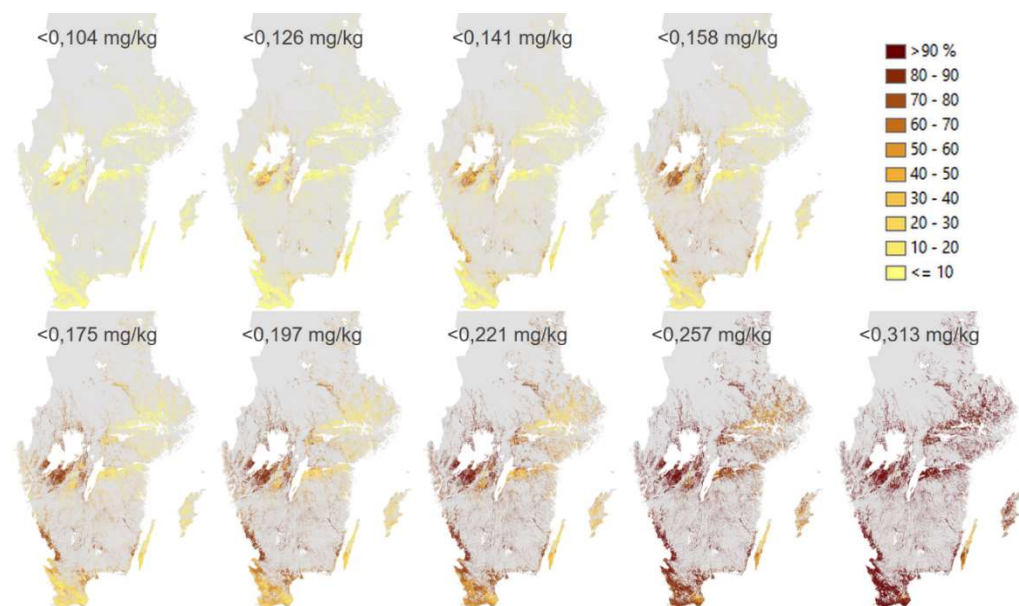 <0,104 mg/kg
<0,126 mg/kg
<0,141 mg/kg
<0,158 mg/kg
>90 %
80 - 90
70 - 80
60 - 70
50 - 60
40 - 50
30 - 40
20 - 30
10 - 20
<= 10
<0,175 mg/kg
<0,197 mg/kg
<0,221 mg/kg
<0,257 mg/kg
<0,313 mg/kg